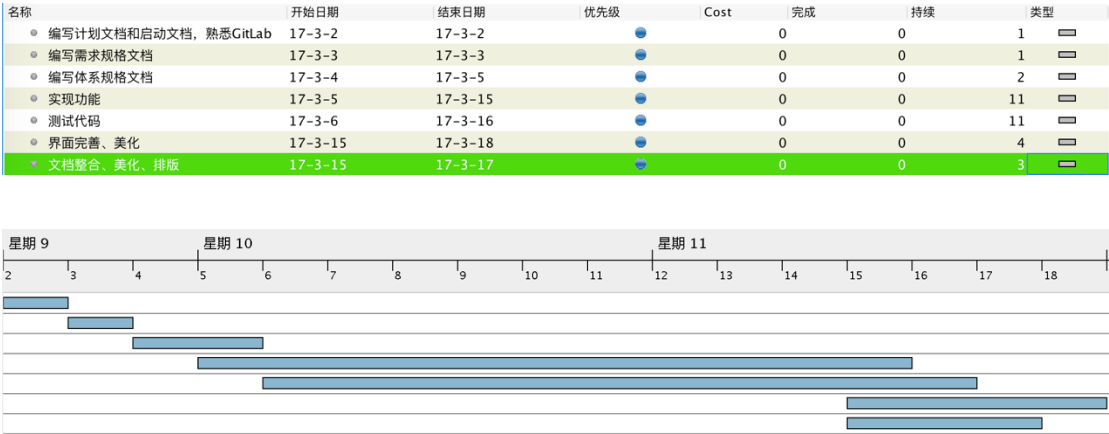 名称 开始日期 结束日期 优先级 Cost 完成 持续 类型
编写计划文档和启动文档，熟悉GitLab 17-3-2 17-3-2 0 0 1
编写需求规格文档 17-3-3 17-3-3 0 0 1
编写体系规格文档 17-3-4 17-3-5 0 0 2
实现功能 17-3-5 17-3-15 0 0 11
测试代码 17-3-6 17-3-16 0 0 11
界面完善、美化 17-3-15 17-3-18 0 0 4
文档整合、美化、排版 17-3-15 17-3-17 0 0 3
星期 9 星期 10 星期 11
2 3 4 5 6 7 8 9 10 11 12 13 14 15 16 17 18